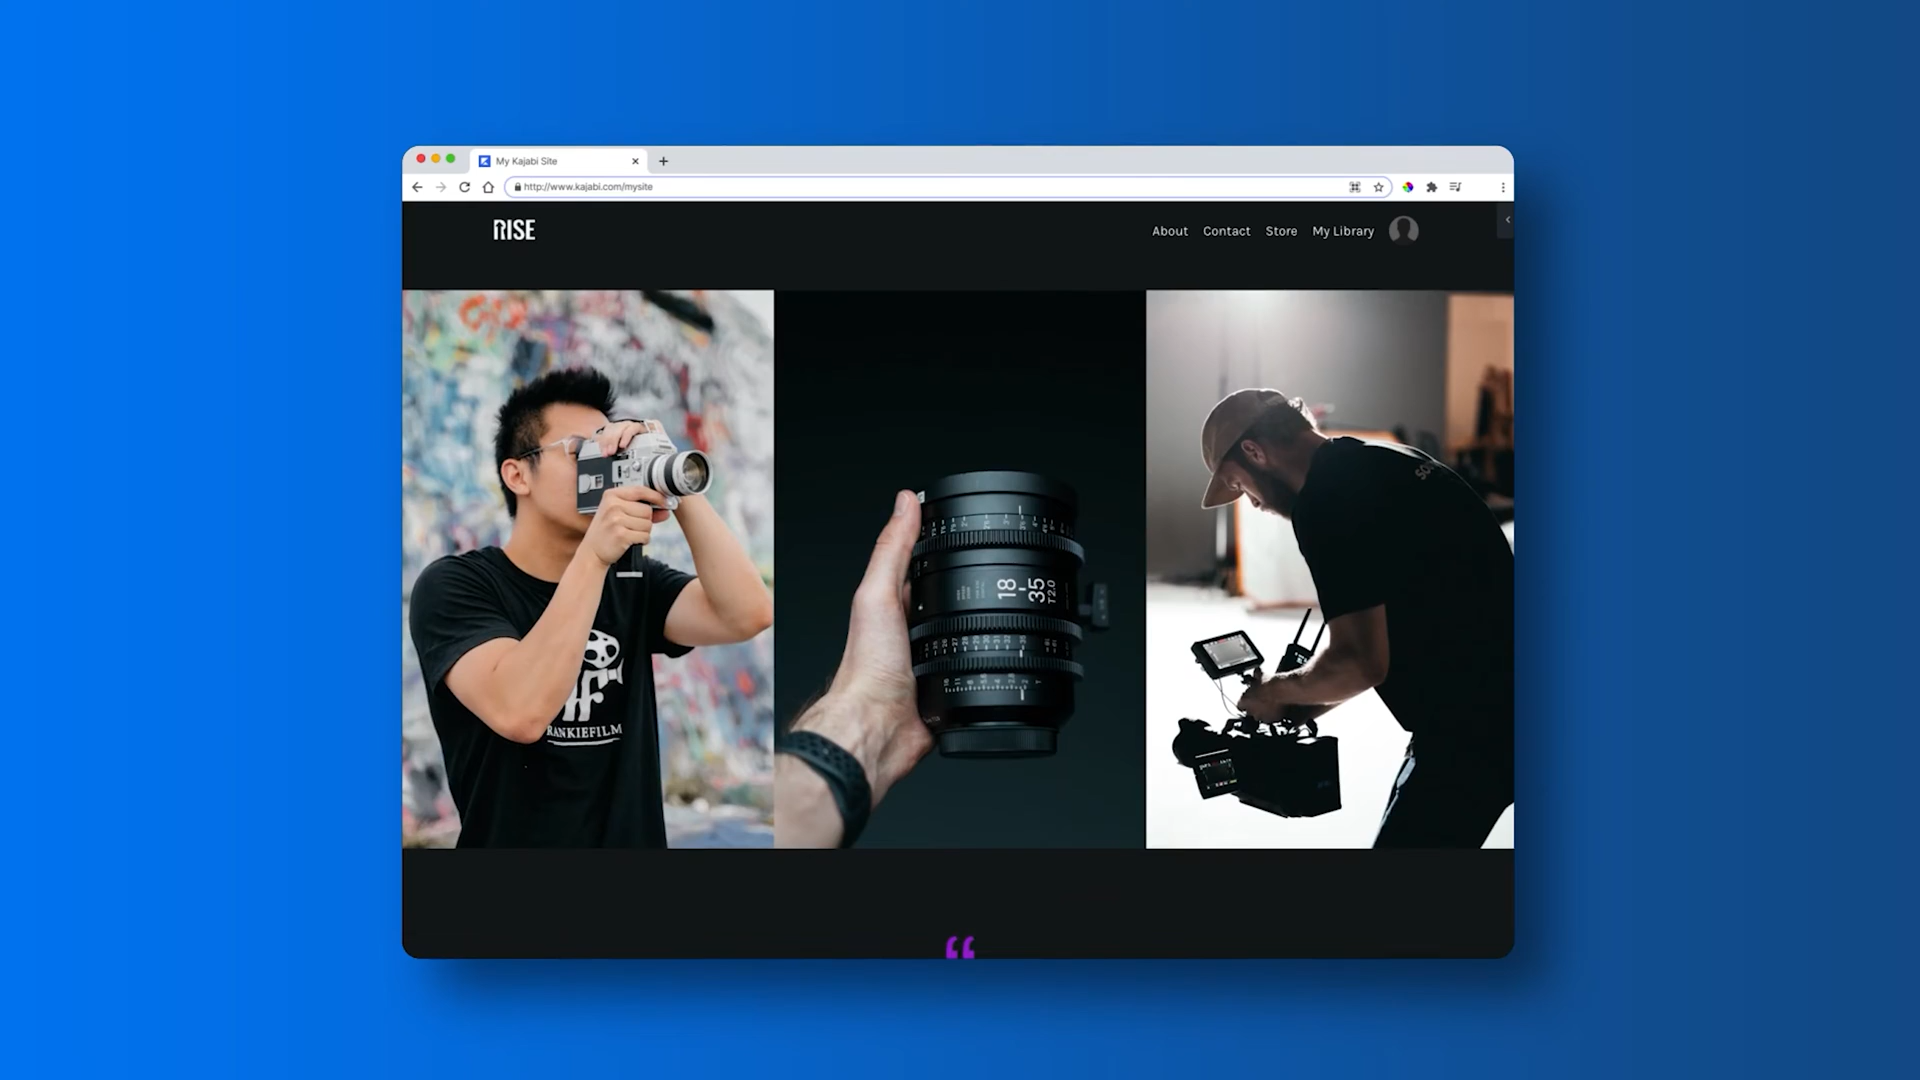 My Kajabi Site
http://www.kajabi.com/mysite
RISE
About Contact Store My Library
RANKIEFILM
18-35
T2.0
“